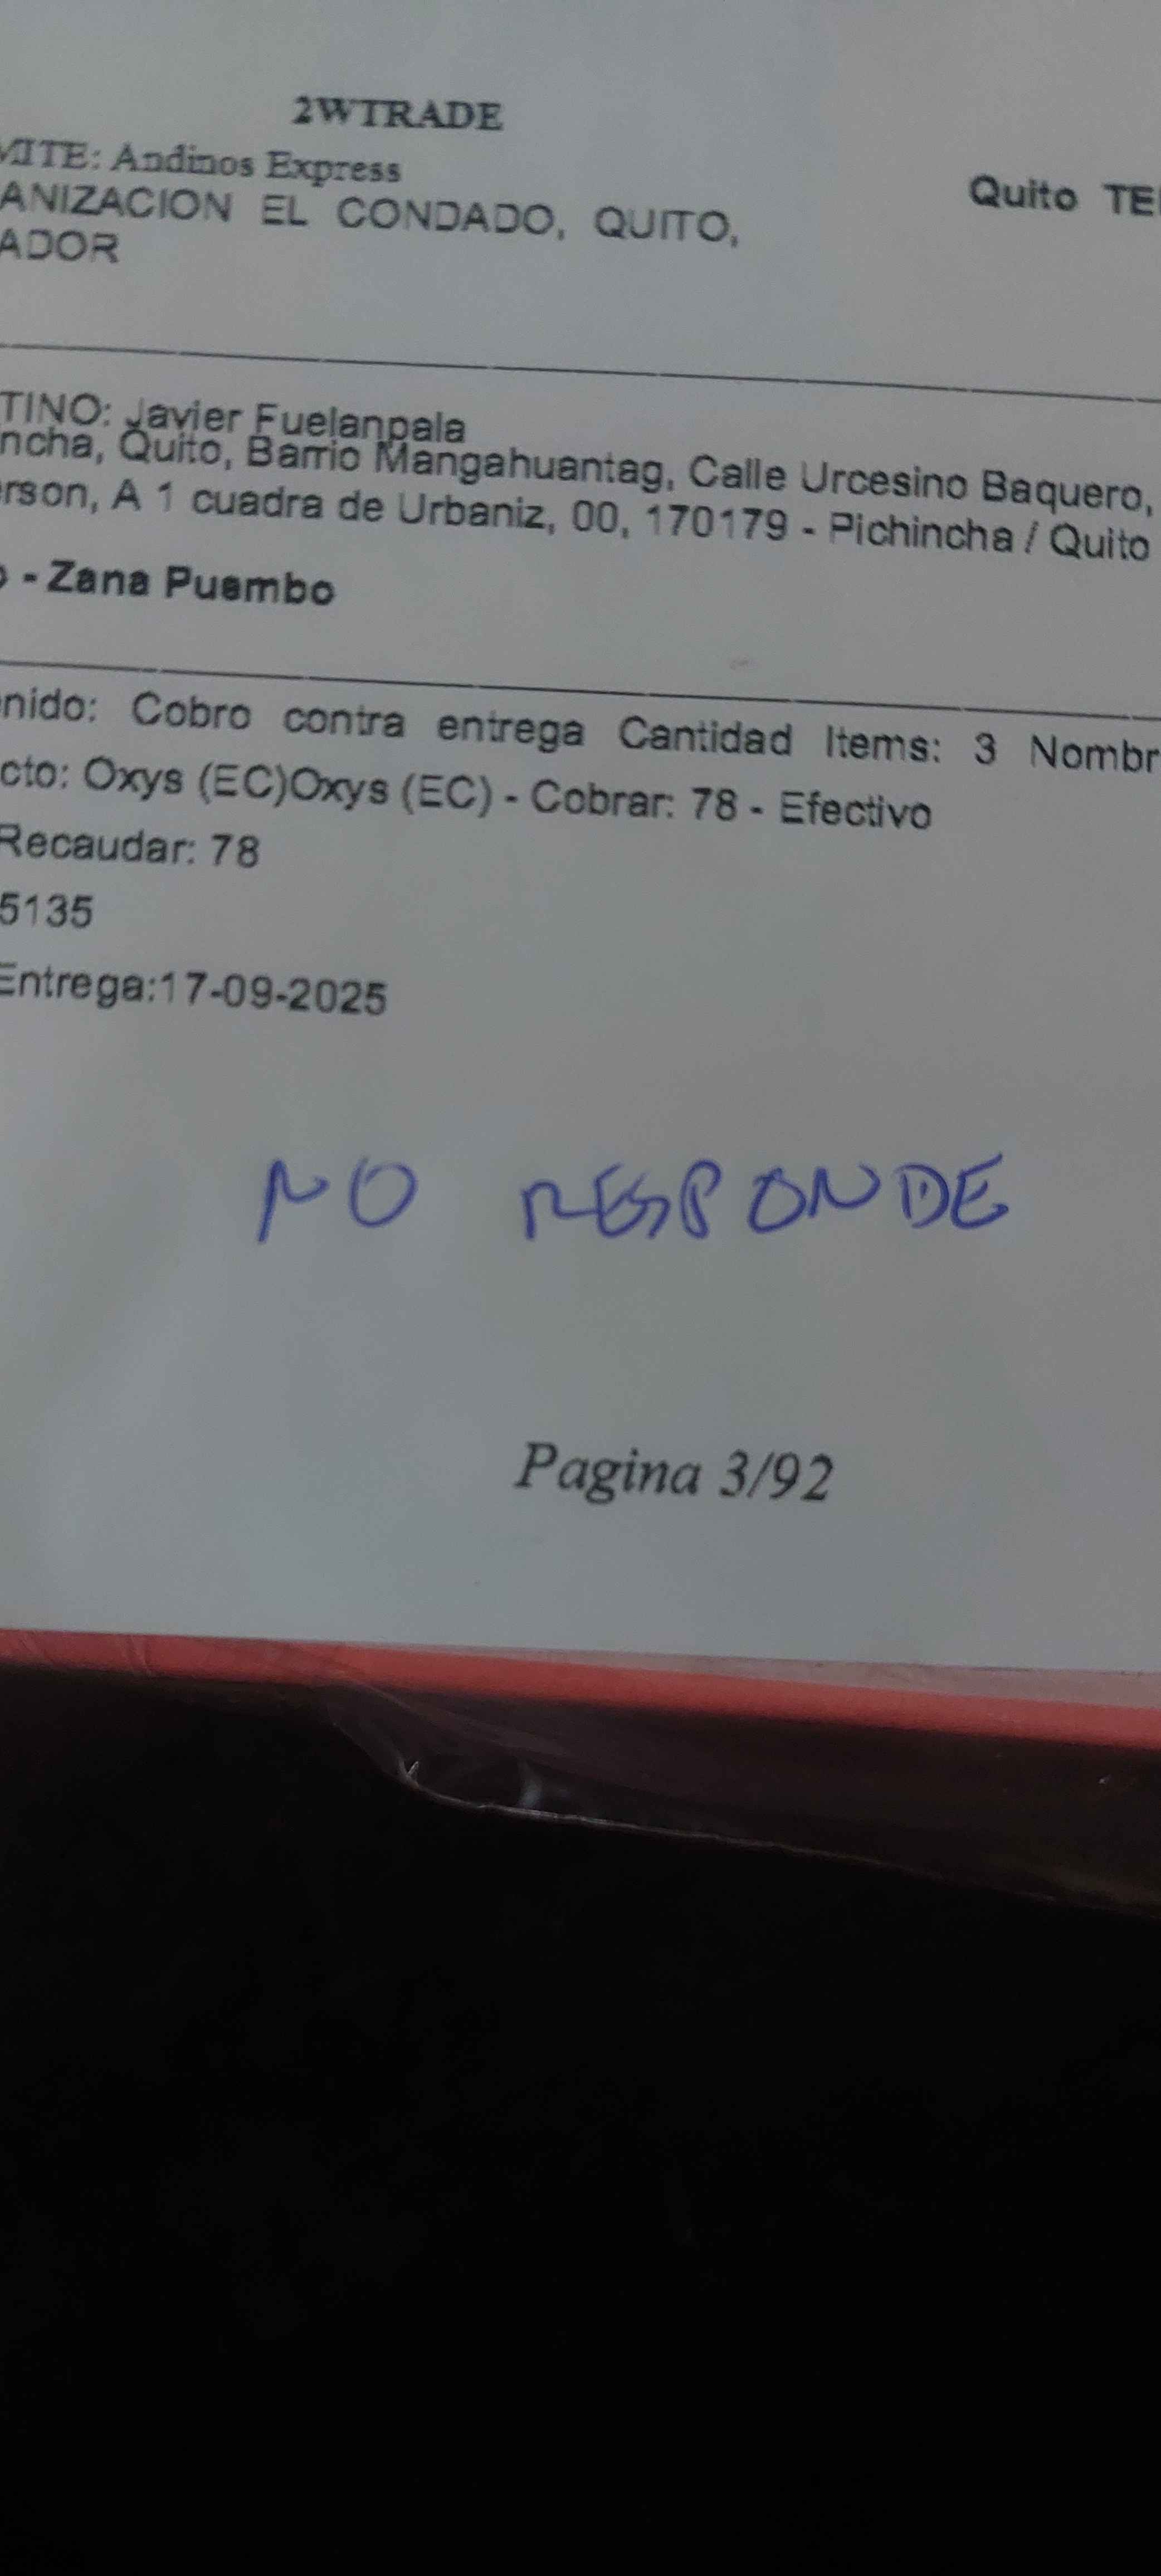 2WTRADE
MITE: Andinos Express
Quito TEL
ANIZACION EL CONDADO, QUITO,
ADOR
TINO: Javier Fuelanpala
ncha, Quito, Barrio Mangahuantag, Calle Urcesino Baquero,
erson, A 1 cuadra de Urbaniz, 00, 170179 - Pichincha / Quito
o - Zana Puembo
enido: Cobro contra entrega Cantidad Items: 3 Nombr
cto: Oxys (EC)Oxys (EC) - Cobrar: 78 - Efectivo
Recaudar: 78
5135
Entrega:17-09-2025
NO RESPONDE
Pagina 3/92